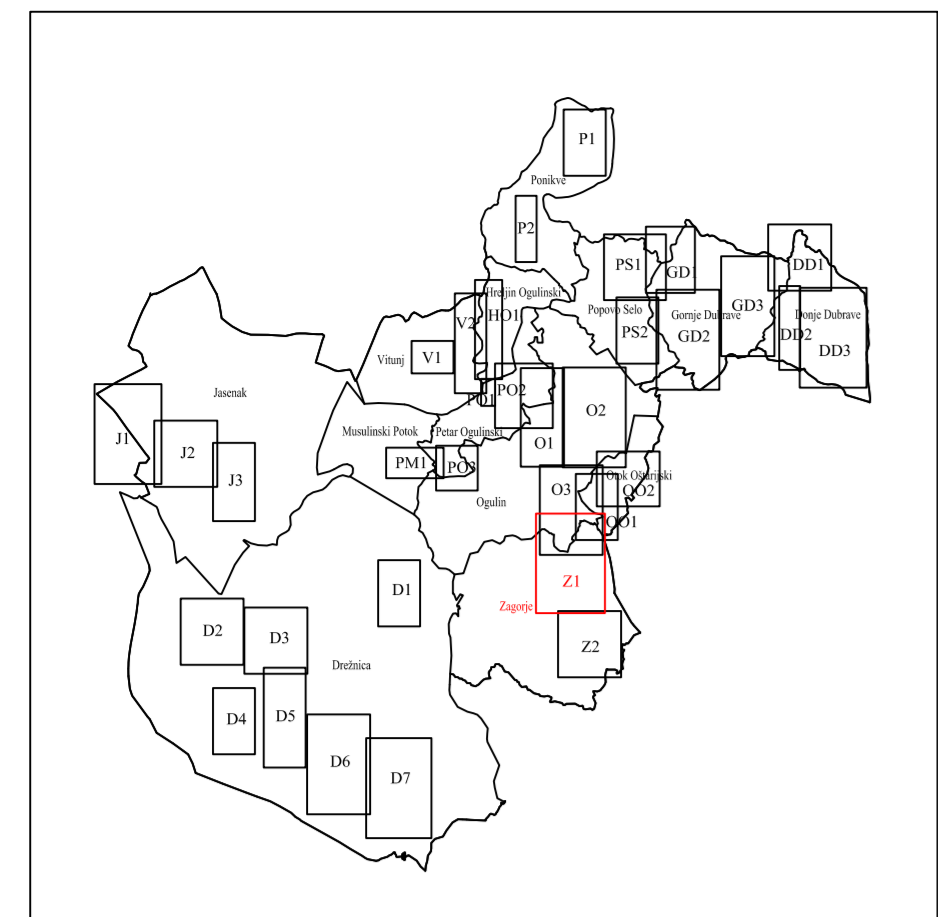 P1
Ponikve
P2
PS1
GD1
DD1
Hreljin Ogulinski
HO1
V2
Popovo Selo
PS2
Gornje Dubrave
GD2
GD3
Donje Dubrave
DD2
DD3
Vitunj
V1
Jasenak
PO1
PO2
O2
J1
J2
J3
Musulinski Potok
Petar Ogulinski
O1
PM1
PO3
Ogulin
O3
Otok Oštarijski
OO2
OO1
Z1
Zagorje
D1
D2
D3
Z2
Drežnica
D4
D5
D6
D7